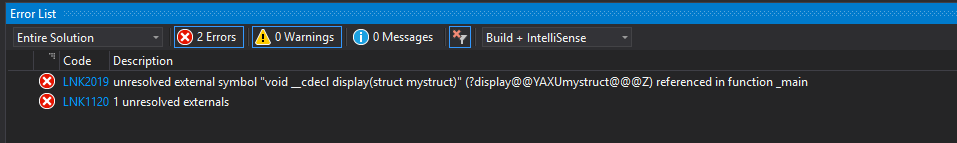 Error List
Entire Solution 2 Errors 0 Warnings 0 Messages Build + IntelliSense
Code Description
LNK2019 unresolved external symbol "void __cdecl display(struct mystruct)" (?display@@YAXUmystruct@@@Z) referenced in function _main
LNK1120 1 unresolved externals